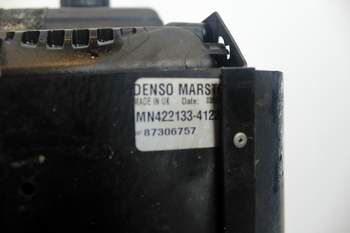 DENSO MARST
MADE IN UK Date:
MN422133-412
87306757